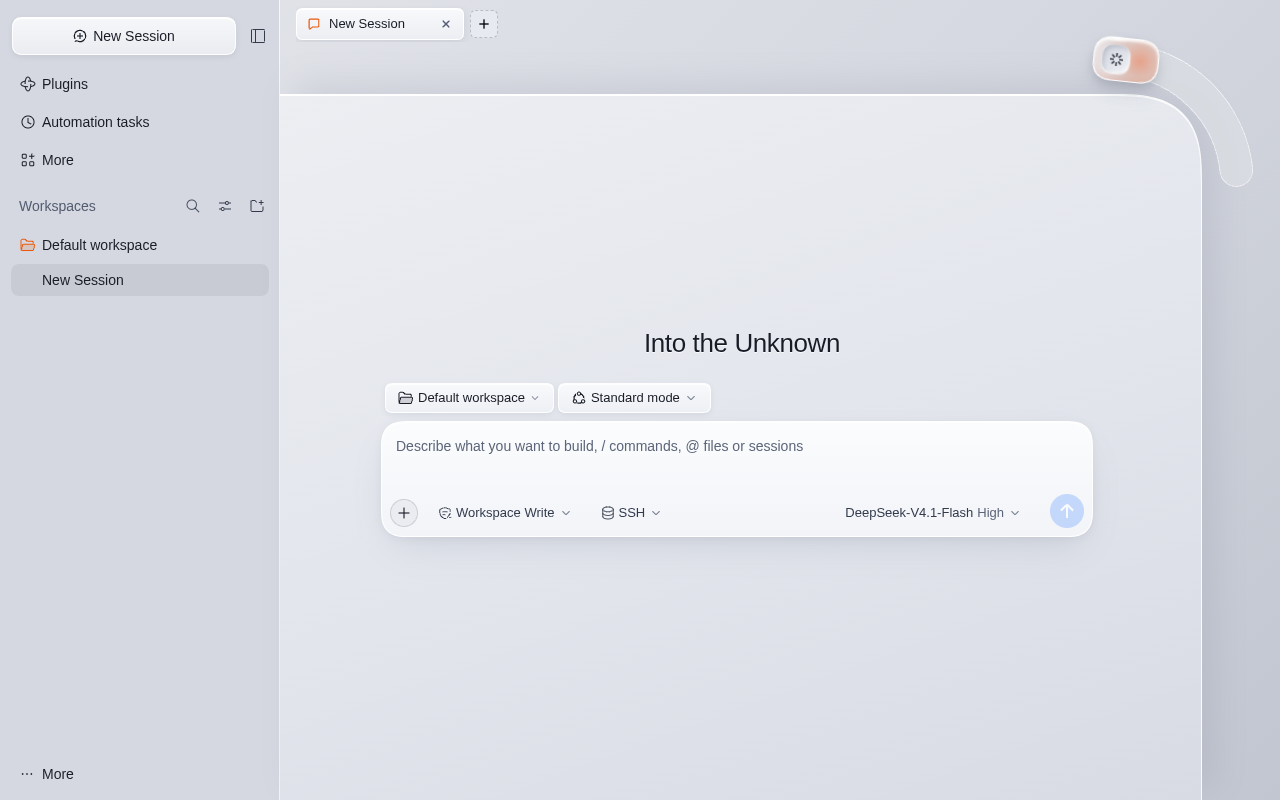 New Session
Plugins
Automation tasks
More
Workspaces
Default workspace
New Session
More
New Session
Into the Unknown
Default workspace
Standard mode
Describe what you want to build, / commands, @ files or sessions
Workspace Write
SSH
DeepSeek-V4.1-Flash High